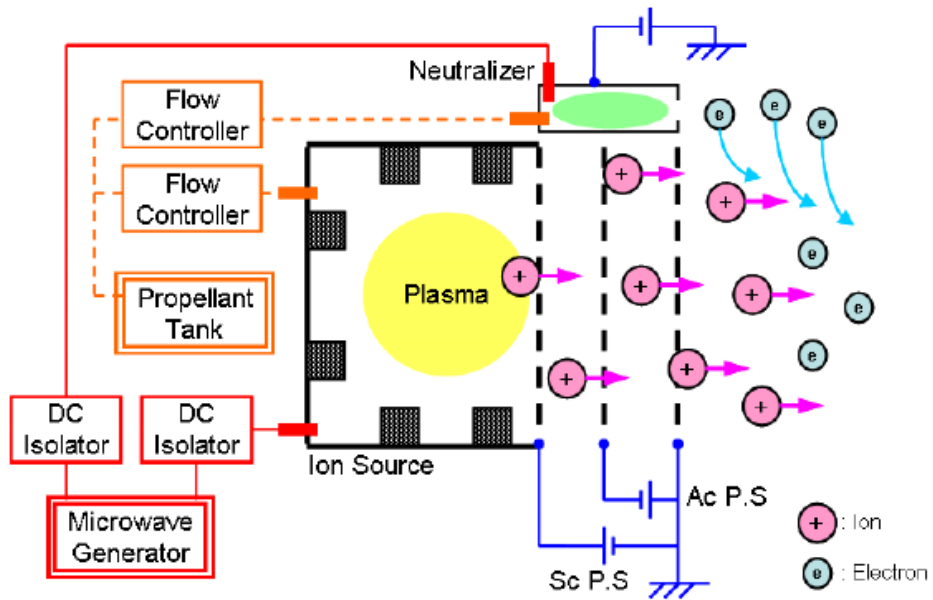 Neutralizer
Flow
Controller
Flow
Controller
Propellant
Tank
Plasma
DC
Isolator
DC
Isolator
Ion Source
Microwave
Generator
Ac P.S
Sc P.S
+
+
+
+
+
+
+
+
e
e
e
e
e
e
+ : Ion
e : Electron